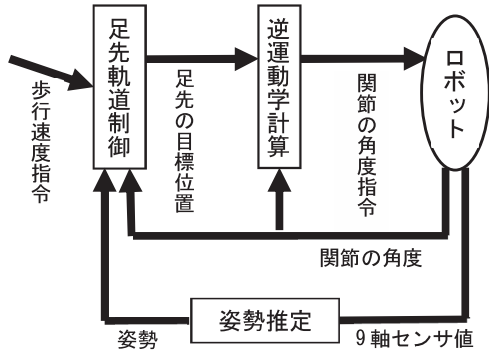 歩行速度指令
足先軌道制御
足先の目標位置
逆運動学計算
関節の角度指令
ロボット
関節の角度
姿勢
姿勢推定
9軸センサ値